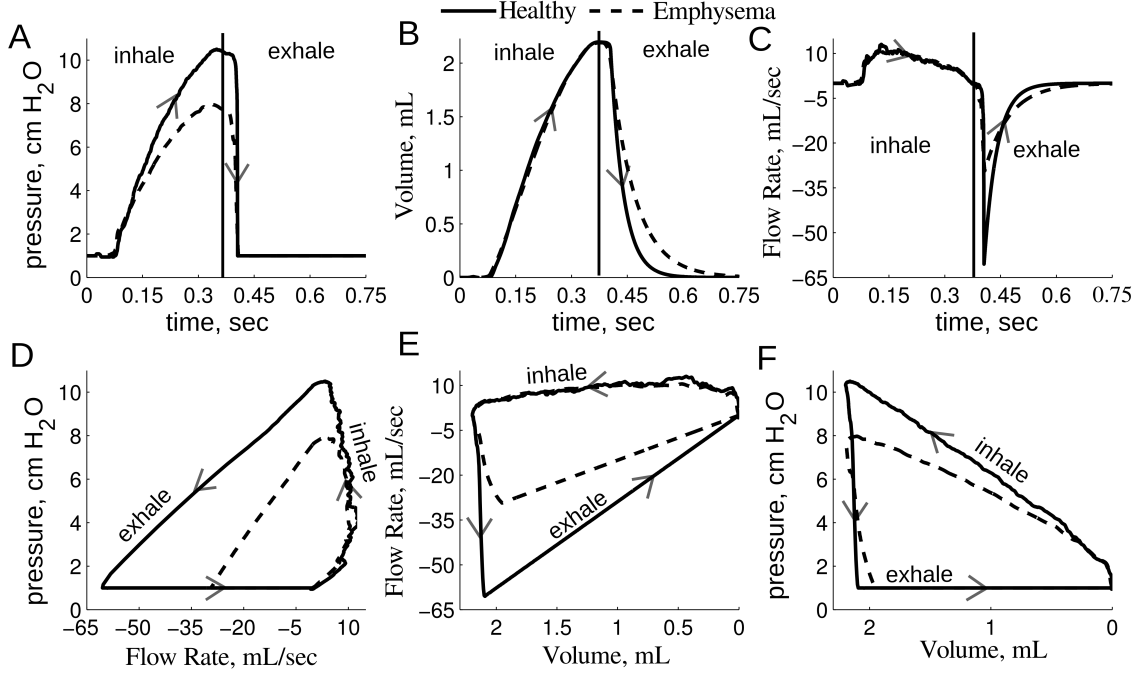 Healthy Emphysema
A
inhale
exhale
pressure, cm H2O
10
8
6
4
2
0
0 0.15 0.3 0.45 0.6 0.75
time, sec
B
inhale
exhale
Volume, mL
2
1.5
1
0.5
0
0 0.15 0.3 0.45 0.6 0.75
time, sec
C
inhale
exhale
Flow Rate, mL/sec
10
−5
−20
−35
−50
−65
0 0.15 0.3 0.45 0.6 0.75
time, sec
D
inhale
exhale
pressure, cm H2O
10
8
6
4
2
0
−65 −50 −35 −20 −5 10
Flow Rate, mL/sec
E
inhale
exhale
Flow Rate, mL/sec
10
−5
−20
−35
−50
−65
2 1.5 1 0.5 0
Volume, mL
F
inhale
exhale
pressure, cm H2O
10
8
6
4
2
0
2 1 0
Volume, mL